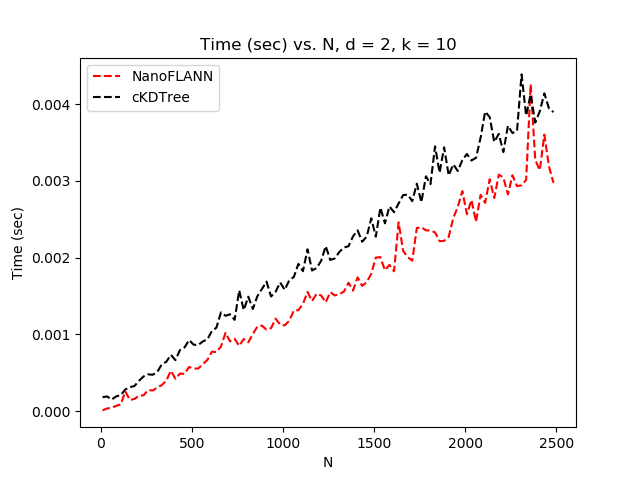 Time (sec) vs. N, d = 2, k = 10
NanoFLANN
cKDTree
Time (sec)
0.004
0.003
0.002
0.001
0.000
0
500
1000
1500
2000
2500
N